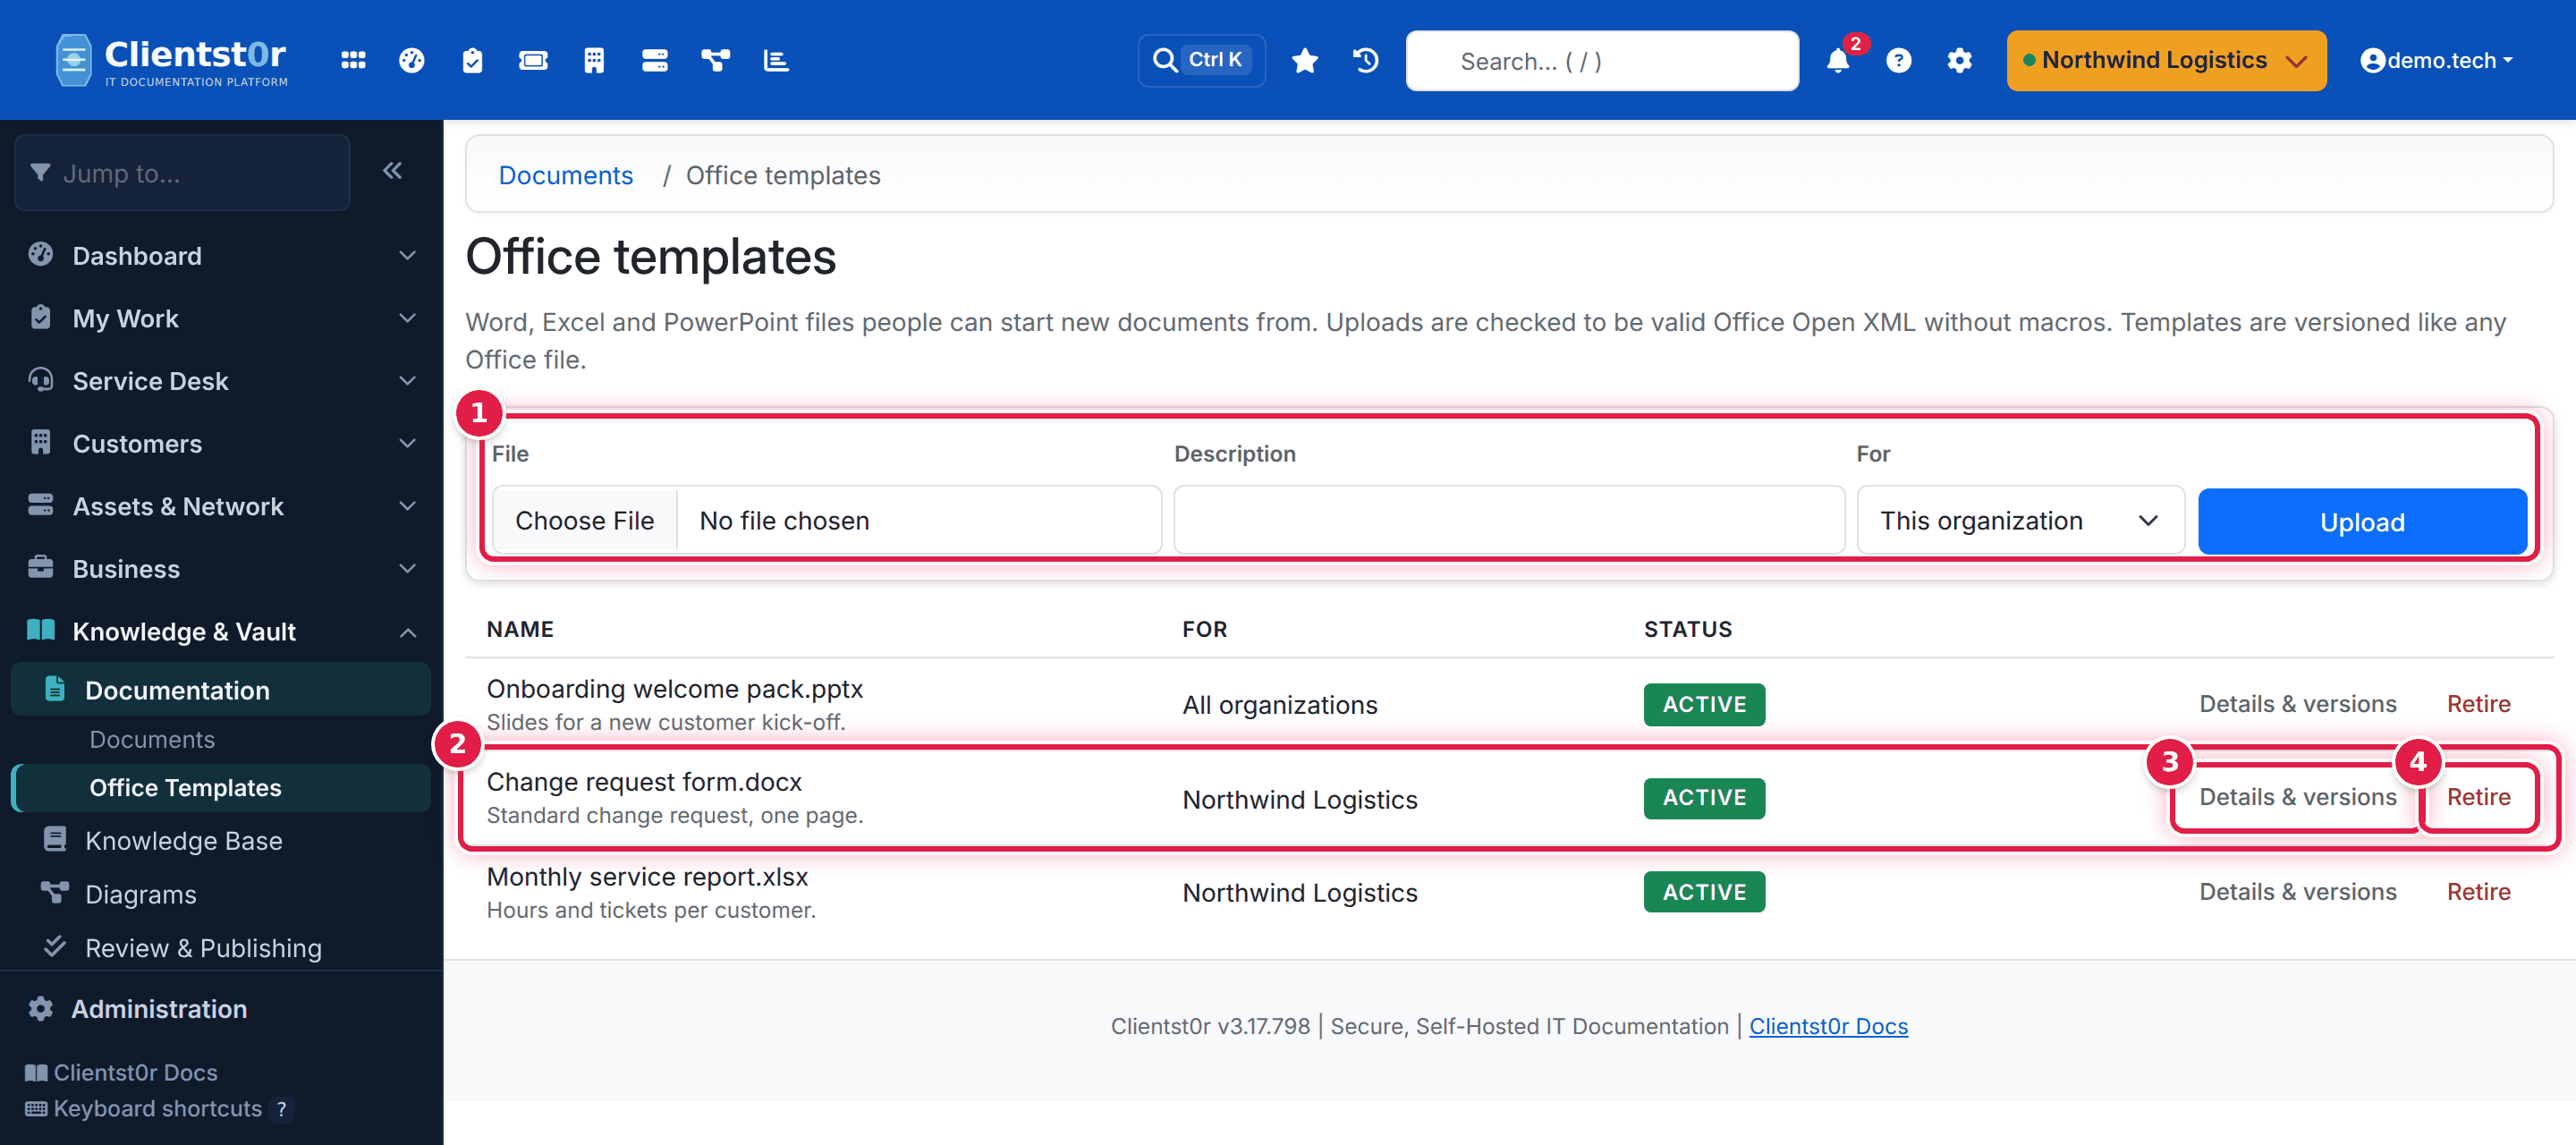 Clientst0r
IT DOCUMENTATION PLATFORM
Ctrl K
Search... ( / )
2
?
Northwind Logistics
demo.tech
Jump to...
Dashboard
My Work
Service Desk
Customers
Assets & Network
Business
Knowledge & Vault
Documentation
Documents
Office Templates
Knowledge Base
Diagrams
Review & Publishing
Administration
Clientst0r Docs
Keyboard shortcuts ?
Documents / Office templates
Office templates
Word, Excel and PowerPoint files people can start new documents from. Uploads are checked to be valid Office Open XML without macros. Templates are versioned like any
Office file.
1
File Description For
Choose File No file chosen This organization Upload
NAME FOR STATUS
Onboarding welcome pack.pptx
Slides for a new customer kick-off.
All organizations ACTIVE Details & versions Retire
2 3 4
Change request form.docx
Standard change request, one page.
Northwind Logistics ACTIVE Details & versions Retire
Monthly service report.xlsx
Hours and tickets per customer.
Northwind Logistics ACTIVE Details & versions Retire
Clientst0r v3.17.798 | Secure, Self-Hosted IT Documentation | Clientst0r Docs